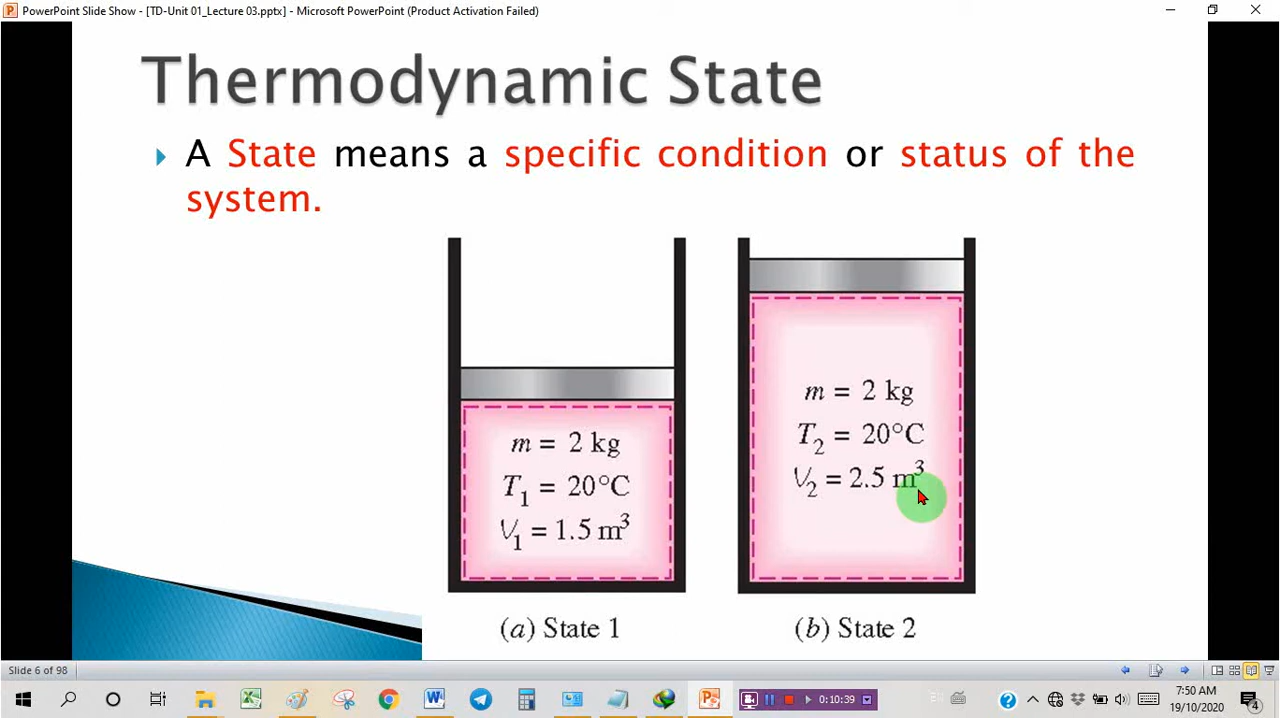 PowerPoint Slide Show - [TD-Unit 01_Lecture 03.pptx] - Microsoft PowerPoint (Product Activation Failed)
Thermodynamic State
A State means a specific condition or status of the
system.
m = 2 kg
T₁ = 20°C
V₁ = 1.5 m³
(a) State 1
m = 2 kg
T₂ = 20°C
V₂ = 2.5 m³
(b) State 2
Slide 6 of 98
0:10:39
7:50 AM
19/10/2020
4